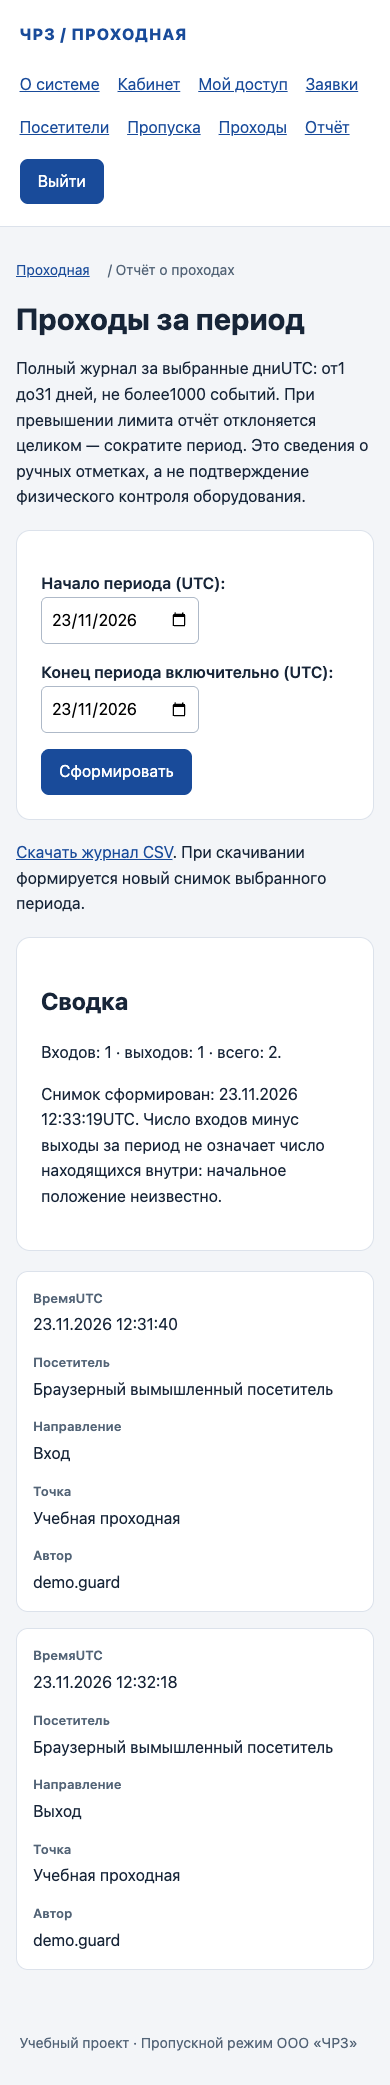 ЧРЗ / ПРОХОДНАЯ
О системе Кабинет Мой доступ Заявки
Посетители Пропуска Проходы Отчёт
Выйти
Проходная / Отчёт о проходах
Проходы за период
Полный журнал за выбранные дниUTC: от1
до31 дней, не более1000 событий. При
превышении лимита отчёт отклоняется
целиком — сократите период. Это сведения о
ручных отметках, а не подтверждение
физического контроля оборудования.
Начало периода (UTC):
23/11/2026
Конец периода включительно (UTC):
23/11/2026
Сформировать
Скачать журнал CSV. При скачивании
формируется новый снимок выбранного
периода.
Сводка
Входов: 1 · выходов: 1 · всего: 2.
Снимок сформирован: 23.11.2026
12:33:19UTC. Число входов минус
выходы за период не означает число
находящихся внутри: начальное
положение неизвестно.
ВремяUTC
23.11.2026 12:31:40
Посетитель
Браузерный вымышленный посетитель
Направление
Вход
Точка
Учебная проходная
Автор
demo.guard
ВремяUTC
23.11.2026 12:32:18
Посетитель
Браузерный вымышленный посетитель
Направление
Выход
Точка
Учебная проходная
Автор
demo.guard
Учебный проект · Пропускной режим ООО «ЧРЗ»